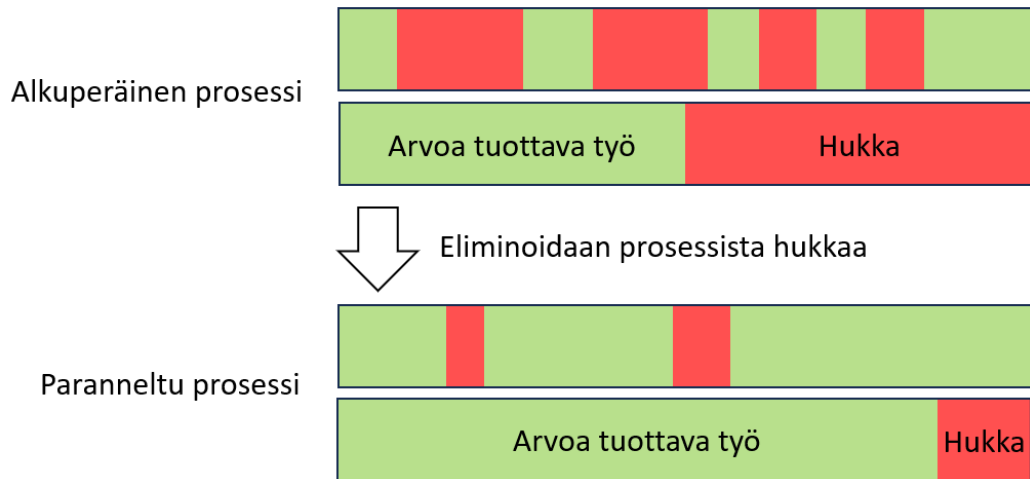 Alkuperäinen prosessi
Arvoa tuottava työ
Hukka
Eliminoidaan prosessista hukkaa
Paranneltu prosessi
Arvoa tuottava työ
Hukka